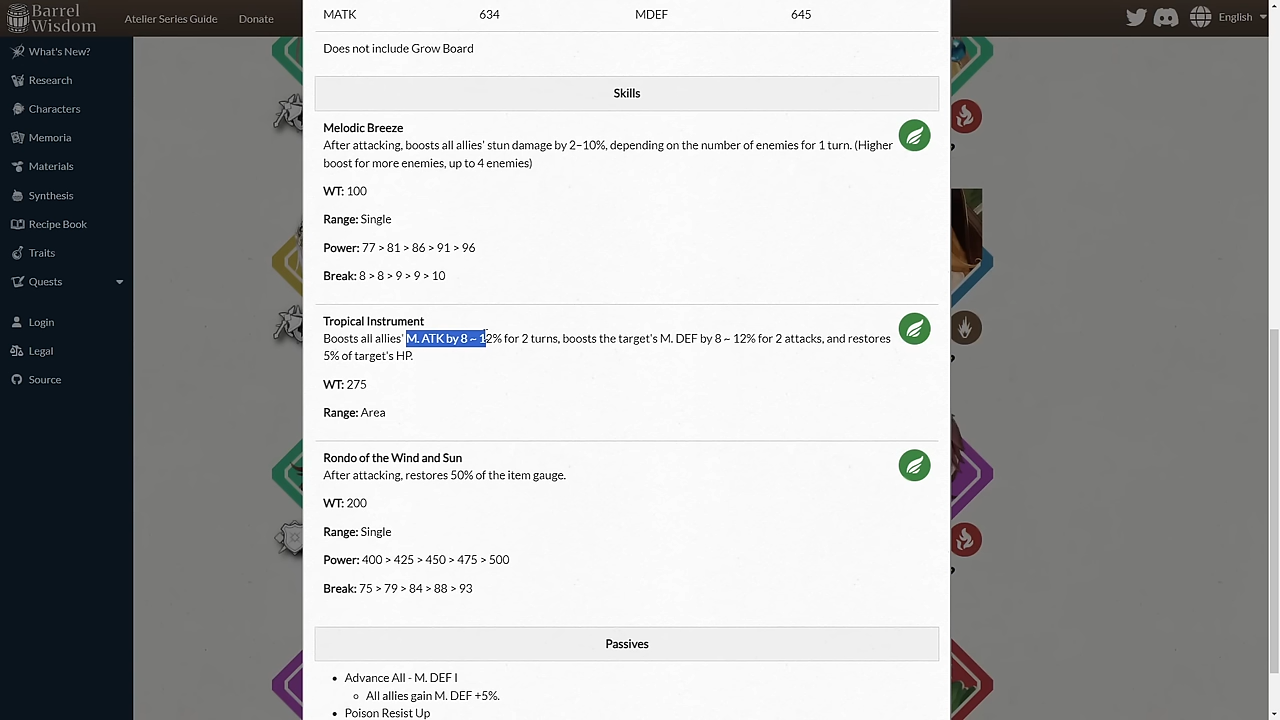 Barrel Wisdom
Atelier Series Guide
Donate
English
What's New?
Research
Characters
Memoria
Materials
Synthesis
Recipe Book
Traits
Quests
Login
Legal
Source
MATK 634 MDEF 645
Does not include Grow Board
Skills
Melodic Breeze
After attacking, boosts all allies' stun damage by 2–10%, depending on the number of enemies for 1 turn. (Higher
boost for more enemies, up to 4 enemies)
WT: 100
Range: Single
Power: 77 > 81 > 86 > 91 > 96
Break: 8 > 8 > 9 > 9 > 10
Tropical Instrument
Boosts all allies' M. ATK by 8 ~ 12% for 2 turns, boosts the target's M. DEF by 8 ~ 12% for 2 attacks, and restores
5% of target's HP.
WT: 275
Range: Area
Rondo of the Wind and Sun
After attacking, restores 50% of the item gauge.
WT: 200
Range: Single
Power: 400 > 425 > 450 > 475 > 500
Break: 75 > 79 > 84 > 88 > 93
Passives
Advance All - M. DEF I
All allies gain M. DEF +5%.
Poison Resist Up